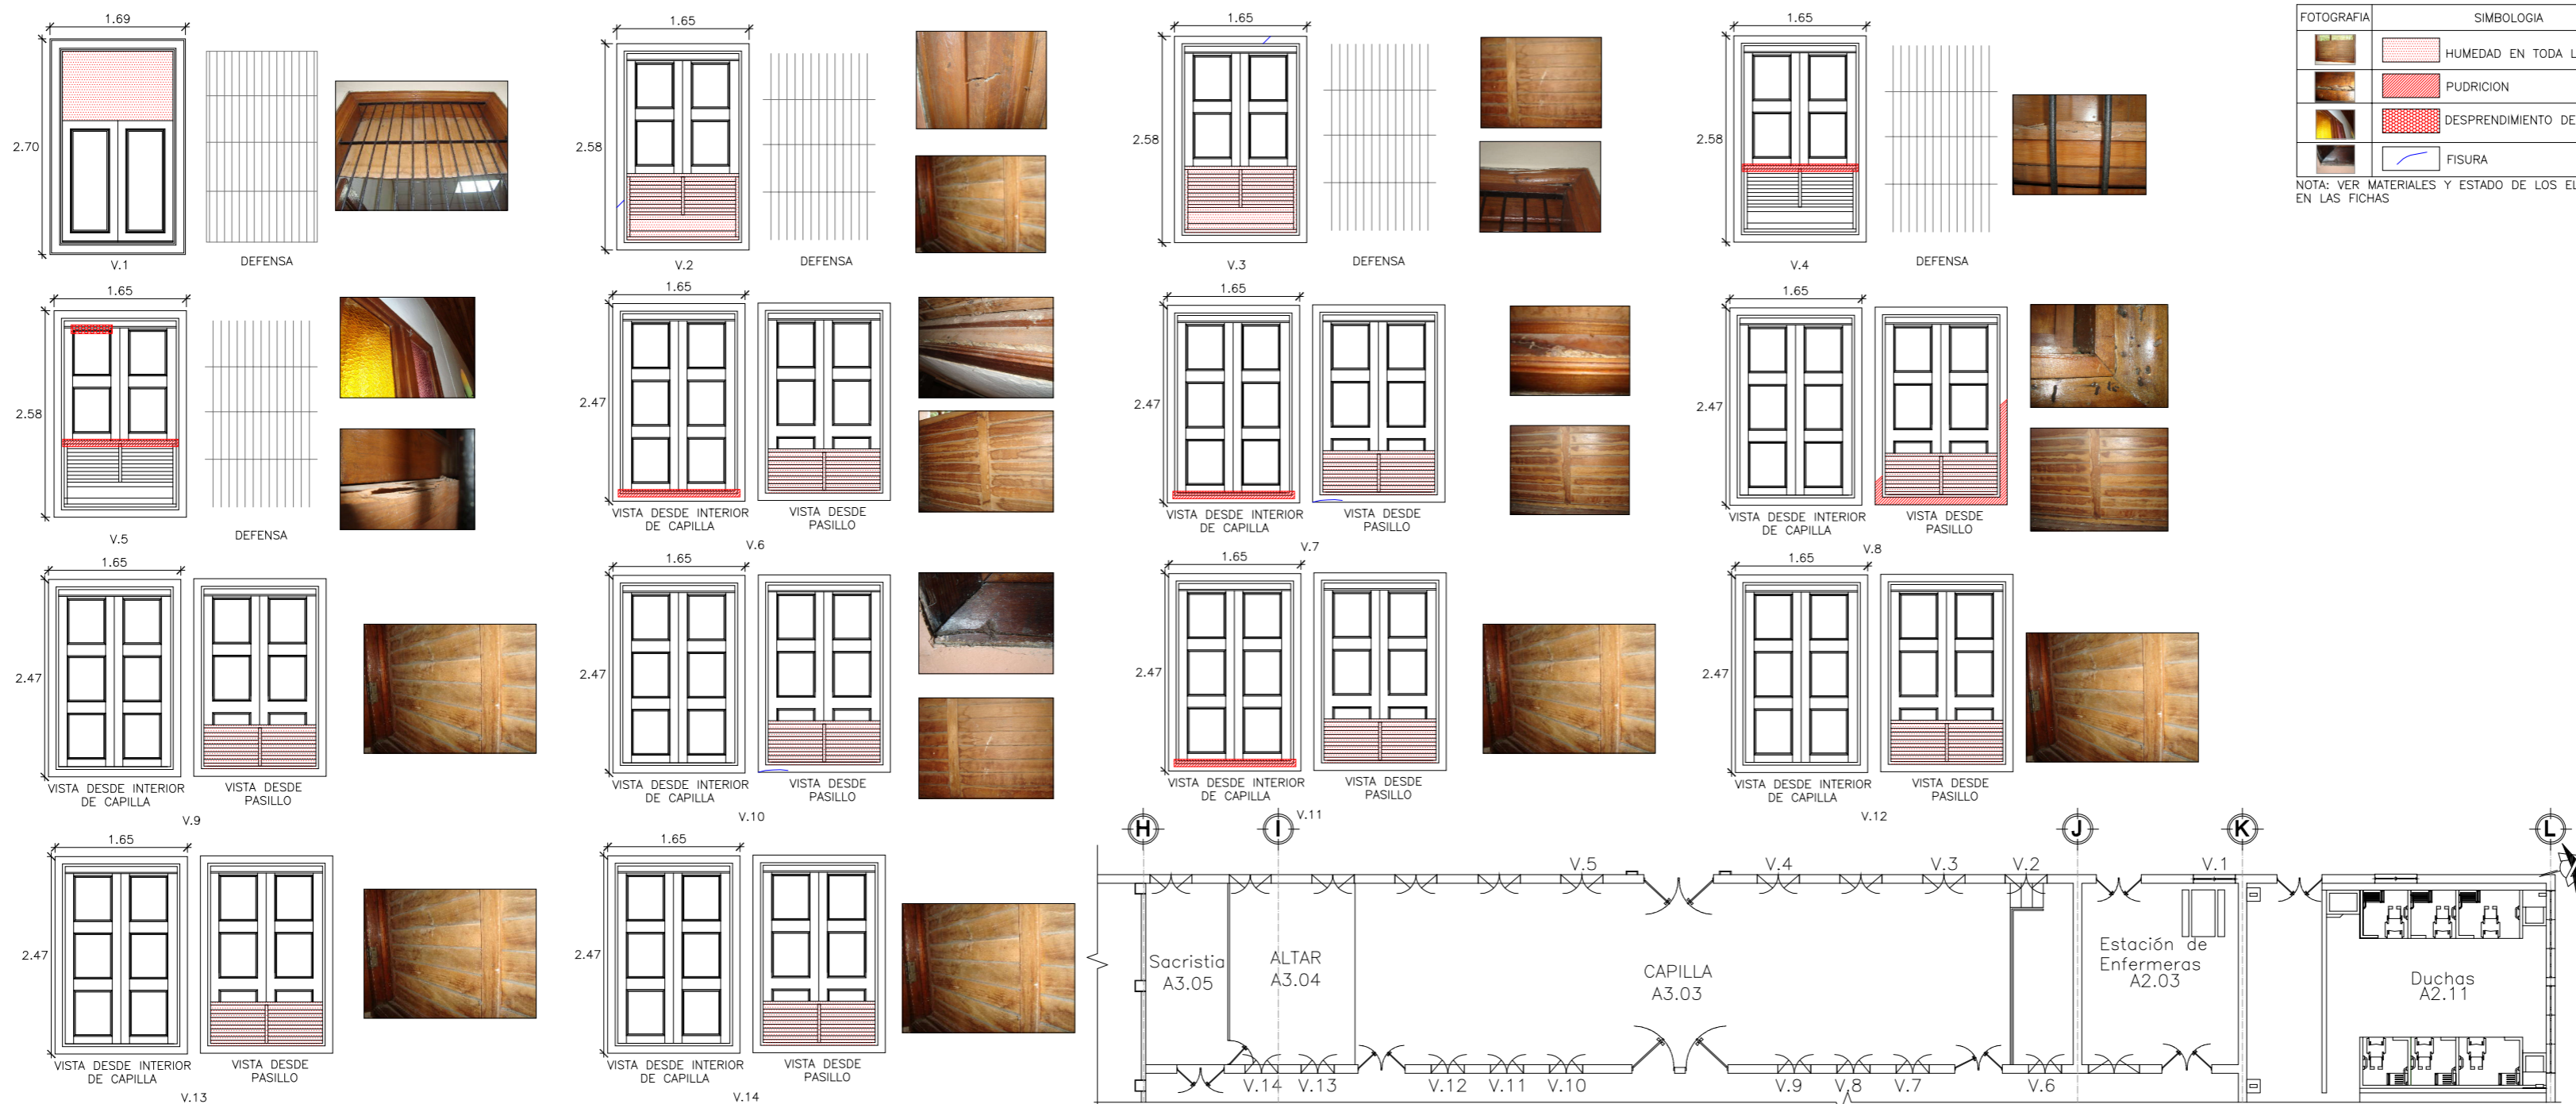 1.69
2.70
V.1
DEFENSA
1.65
2.58
V.2
DEFENSA
1.65
2.58
V.3
DEFENSA
1.65
2.58
V.4
DEFENSA
FOTOGRAFIA
SIMBOLOGIA
HUMEDAD EN TODA
PUDRICION
DESPRENDIMIENTO DE
FISURA
NOTA: VER MATERIALES Y ESTADO DE LOS
EN LAS FICHAS
1.65
2.58
V.5
DEFENSA
1.65
2.47
VISTA DESDE INTERIOR
DE CAPILLA
VISTA DESDE
PASILLO
V.6
1.65
2.47
VISTA DESDE INTERIOR
DE CAPILLA
VISTA DESDE
PASILLO
V.7
1.65
2.47
VISTA DESDE INTERIOR
DE CAPILLA
VISTA DESDE
PASILLO
V.8
1.65
2.47
VISTA DESDE INTERIOR
DE CAPILLA
VISTA DESDE
PASILLO
V.9
1.65
2.47
VISTA DESDE INTERIOR
DE CAPILLA
VISTA DESDE
PASILLO
V.10
1.65
2.47
VISTA DESDE INTERIOR
DE CAPILLA
VISTA DESDE
PASILLO
V.11
1.65
2.47
VISTA DESDE INTERIOR
DE CAPILLA
VISTA DESDE
PASILLO
V.12
1.65
2.47
VISTA DESDE INTERIOR
DE CAPILLA
VISTA DESDE
PASILLO
V.13
1.65
2.47
VISTA DESDE INTERIOR
DE CAPILLA
VISTA DESDE
PASILLO
V.14
H
I
J
K
L
V.5
V.4
V.3
V.2
V.1
Sacristia
A3.05
ALTAR
A3.04
CAPILLA
A3.03
Estación de
Enfermeras
A2.03
Duchas
A2.11
V.14
V.13
V.12
V.11
V.10
V.9
V.8
V.7
V.6